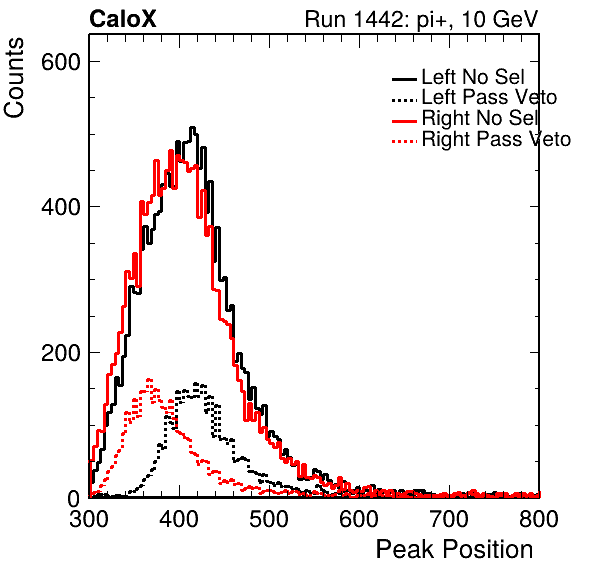 CaloX Run 1442: pi+, 10 GeV
Counts
600
400
200
0
Left No Sel
Left Pass Veto
Right No Sel
Right Pass Veto
300 400 500 600 700 800
Peak Position